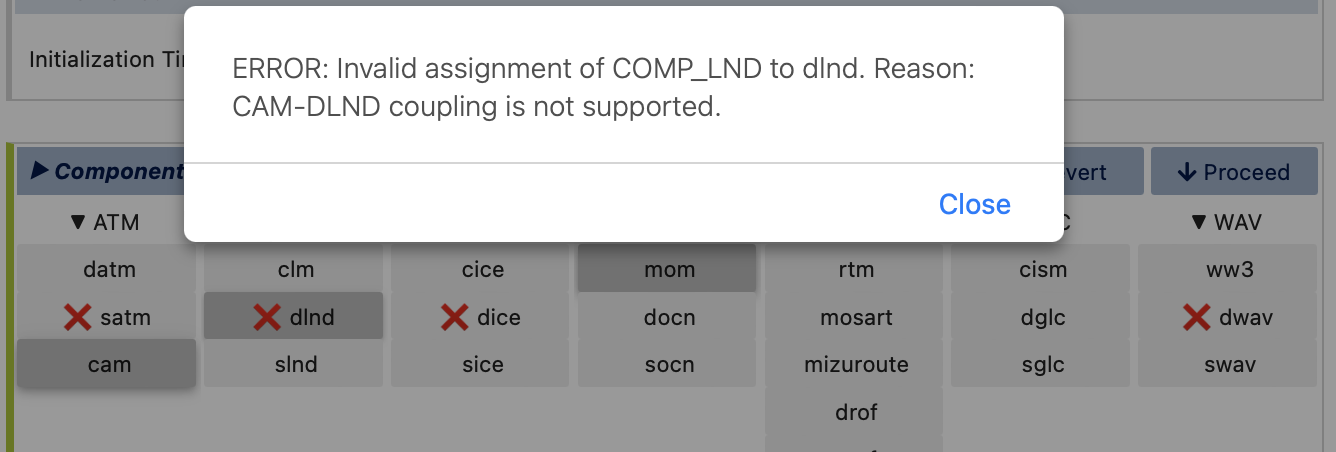 ERROR: Invalid assignment of COMP_LND to dlnd. Reason:
CAM-DLND coupling is not supported.
Close
Initialization
Component
Proceed
ATM
WAV
datm
clm
cice
mom
rtm
cism
ww3
satm
dlnd
dice
docn
mosart
dglc
dwav
cam
slnd
sice
socn
mizuroute
sglc
swav
drof